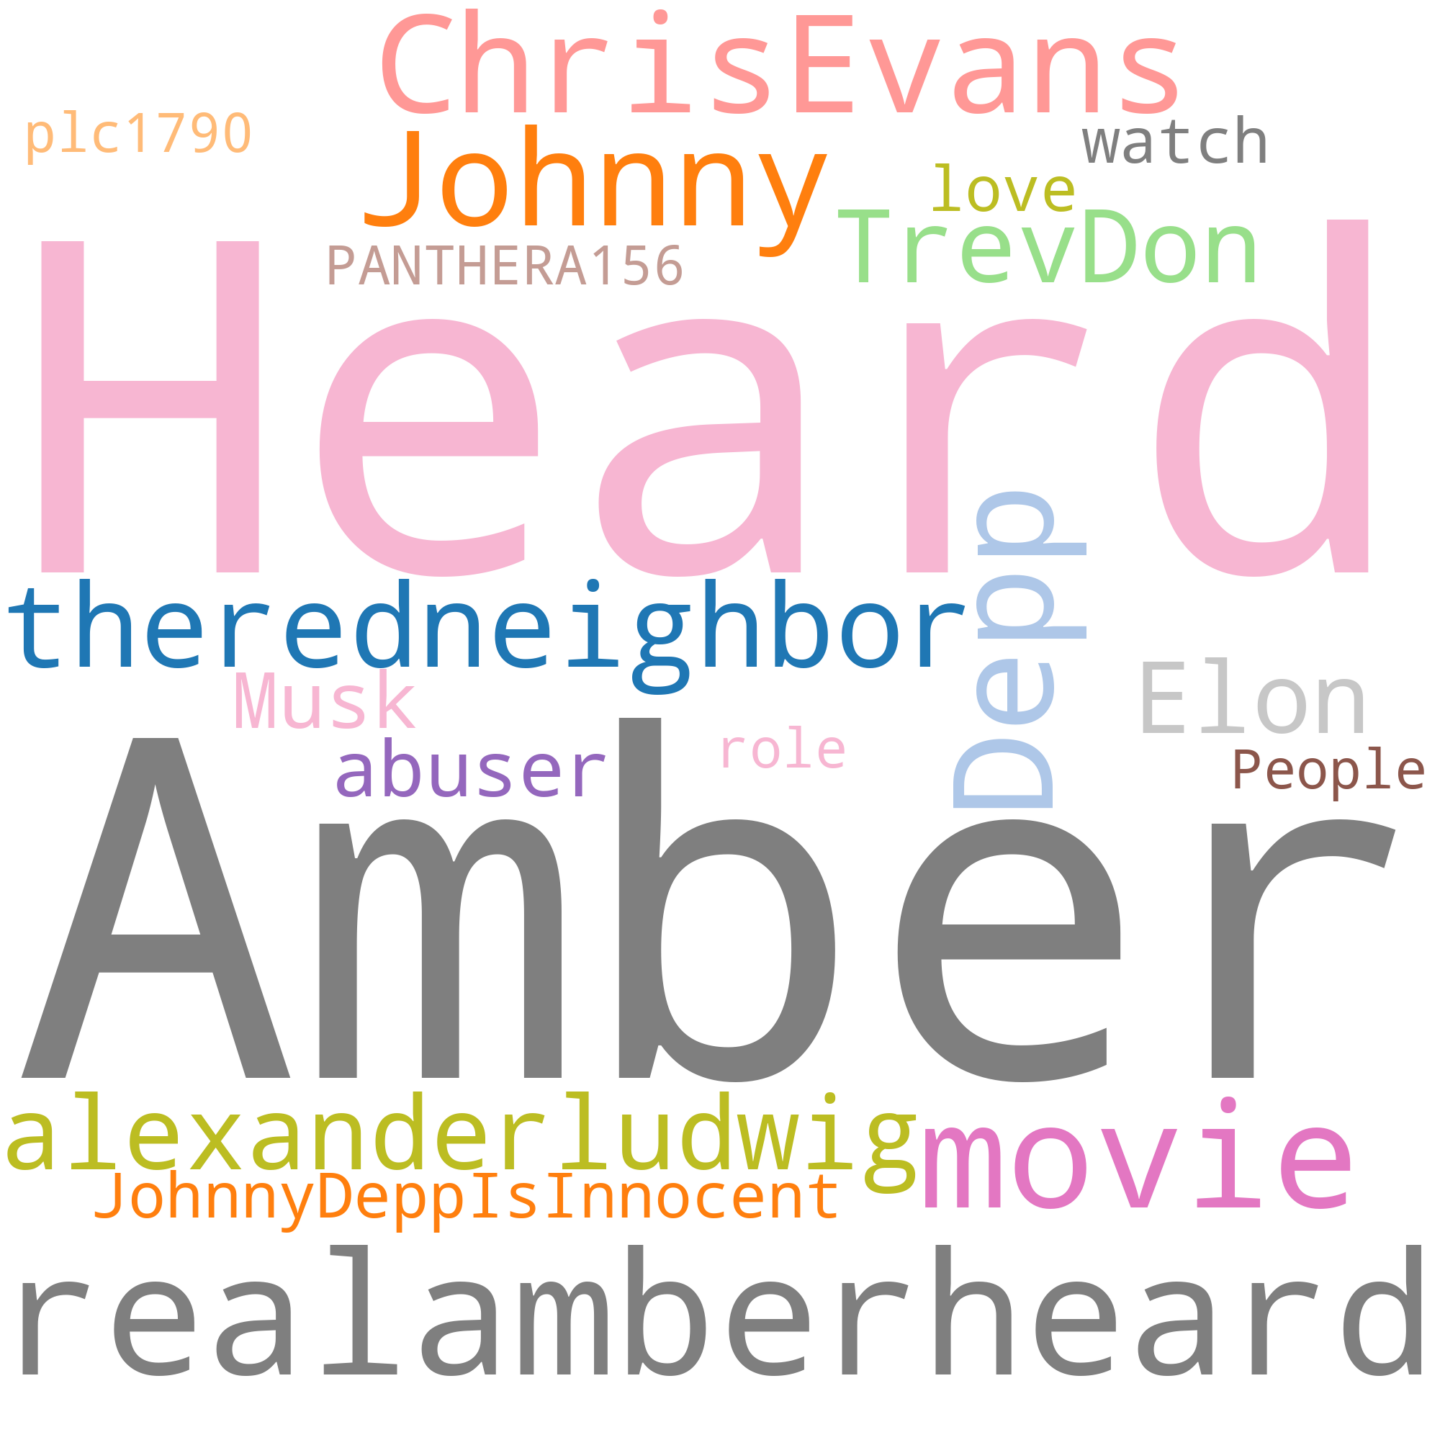 ChrisEvans
plc1790
watch
Johnny
love
TrevDon
PANTHERA156
Heard
Depp
theredneighbor
Musk
Elon
role
abuser
People
Amber
alexanderludwig
movie
JohnnyDeppIsInnocent
realamberheard